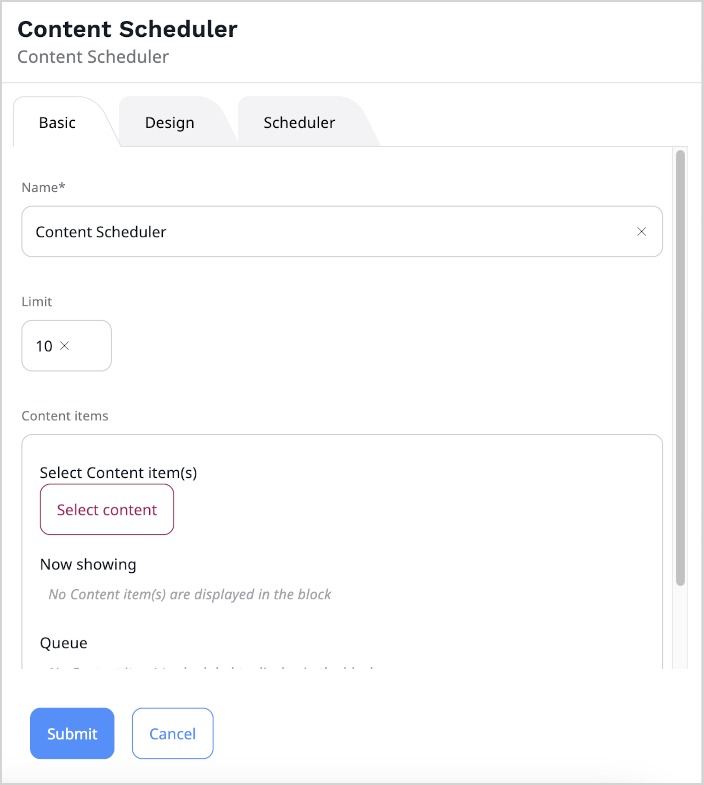 Content Scheduler
Content Scheduler
Basic Design Scheduler
Name*
Content Scheduler
Limit
10
Content items
Select Content item(s)
Select content
Now showing
No Content item(s) are displayed in the block
Queue
Submit Cancel